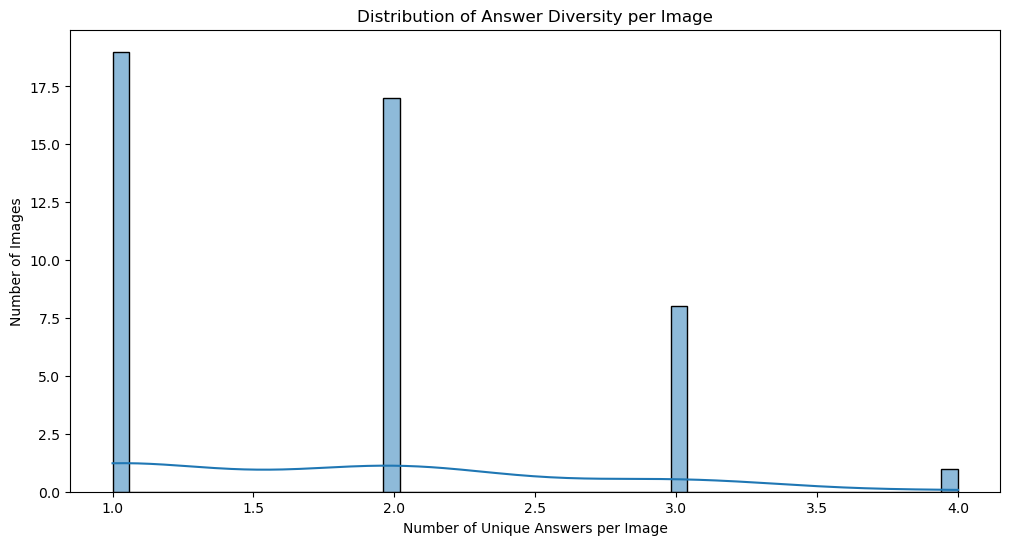 Distribution of Answer Diversity per Image
Number of Images
17.5
15.0
12.5
10.0
7.5
5.0
2.5
0.0
1.0 1.5 2.0 2.5 3.0 3.5 4.0
Number of Unique Answers per Image